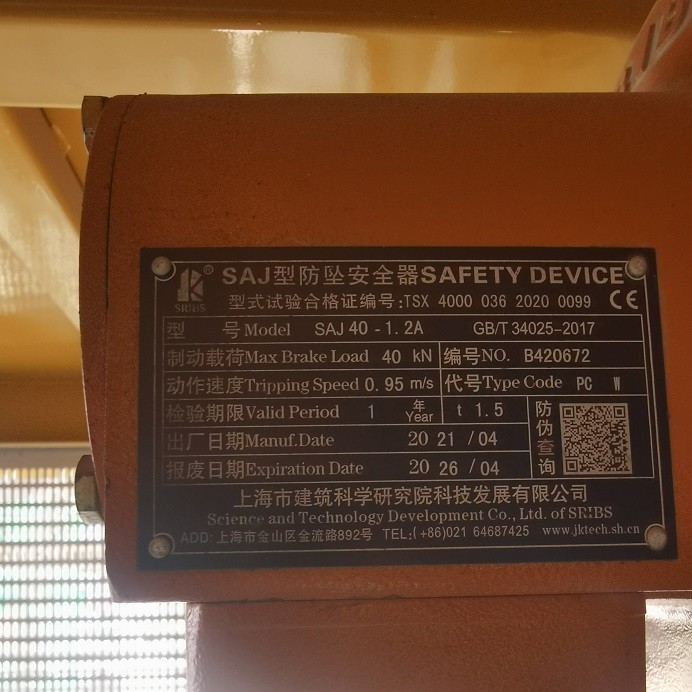 SRIBS ®
SAJ型防坠安全器SAFETY DEVICE
型式试验合格证编号:TSX 4000 036 2020 0099 CE
型 号Model SAJ 40 - 1. 2A GB/T 34025-2017
制动载荷Max Brake Load 40 kN 编号NO. B420672
动作速度Tripping Speed 0.95 m/s 代号Type Code PC W
检验期限Valid Period 1 年 Year t 1.5
出厂日期Manuf.Date 20 21 /04
报废日期Expiration Date 20 26 /04
防伪查询
上海市建筑科学研究院科技发展有限公司
Science and Technology Development Co., Ltd. of SRIBS
ADD: 上海市金山区金流路892号 TEL:(+86)021 64687425 www.jktech.sh.cn